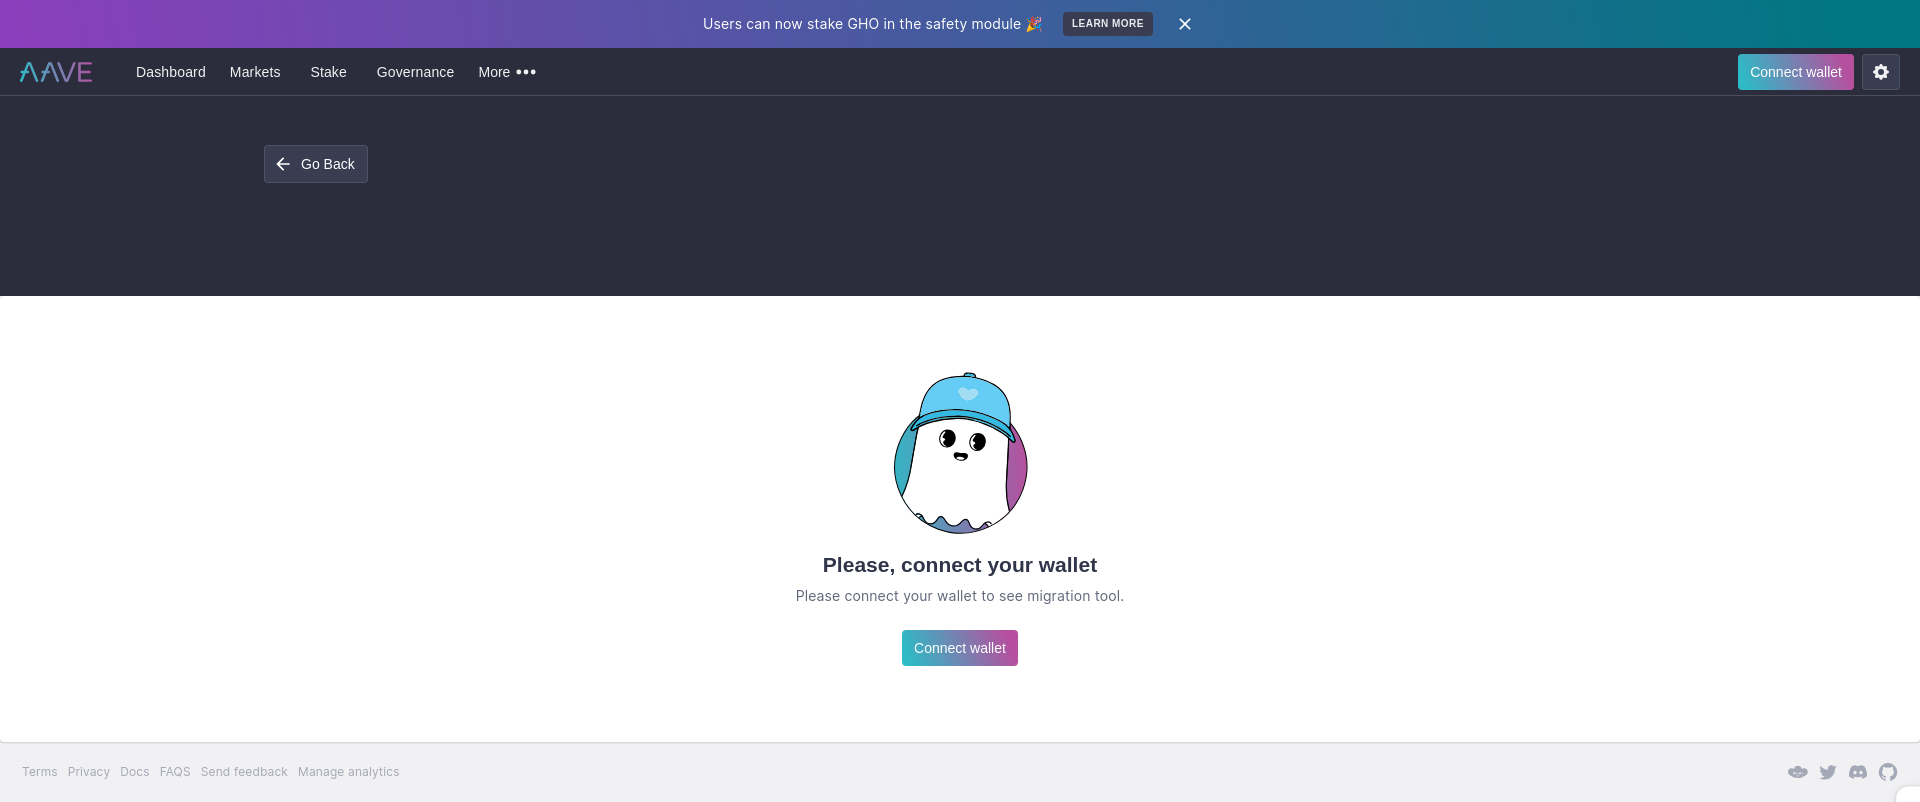 Users can now stake GHO in the safety module 🎉 LEARN MORE
AAVE Dashboard Markets Stake Governance More Connect wallet
Go Back
Please, connect your wallet
Please connect your wallet to see migration tool.
Connect wallet
Terms Privacy Docs FAQS Send feedback Manage analytics